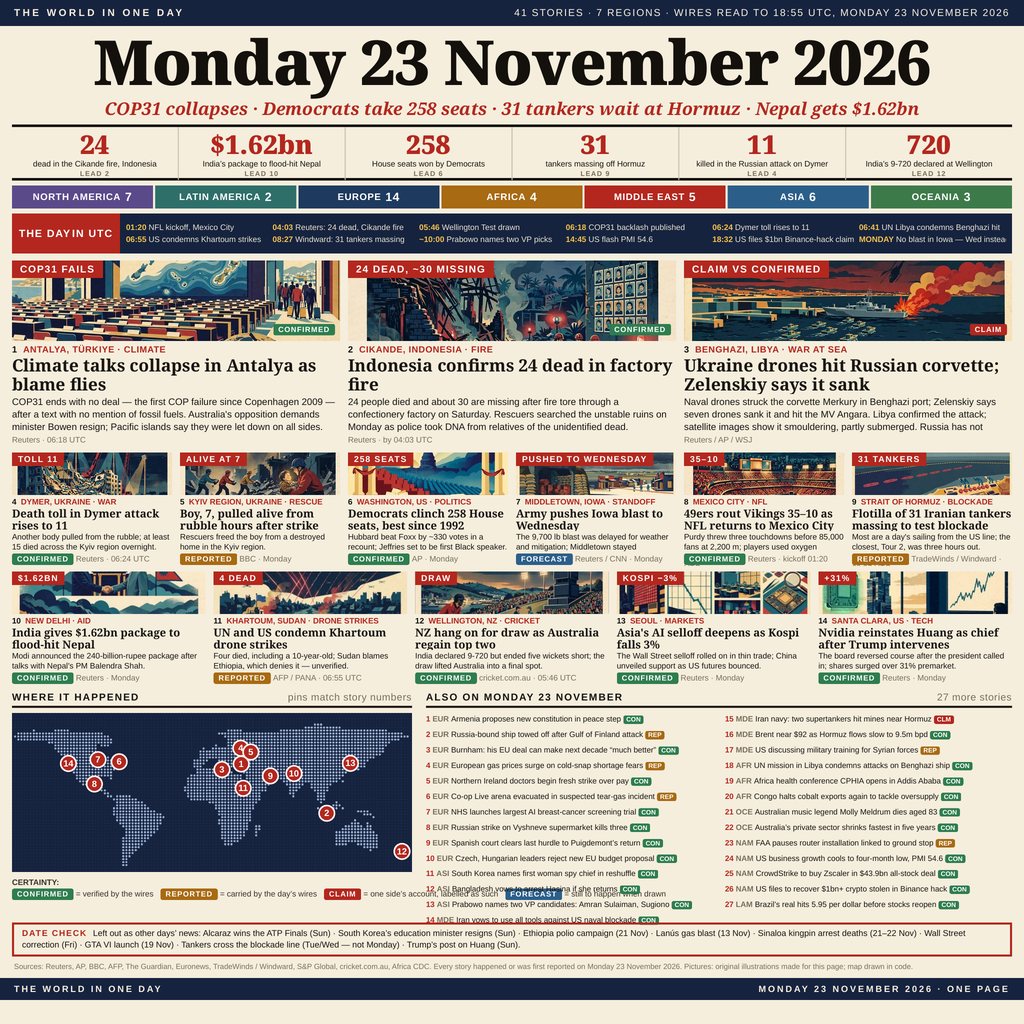 THE WORLD IN ONE DAY
41 STORIES · 7 REGIONS · WIRES READ TO 18:55 UTC, MONDAY 23 NOVEMBER 2026
Monday 23 November 2026
COP31 collapses · Democrats take 258 seats · 31 tankers wait at Hormuz · Nepal gets $1.62bn
24
dead in the Cikande fire, Indonesia
LEAD 2
$1.62bn
India's package to flood-hit Nepal
LEAD 10
258
House seats won by Democrats
LEAD 6
31
tankers massing off Hormuz
LEAD 9
11
killed in the Russian attack on Dymer
LEAD 4
720
India's 9-720 declared at Wellington
LEAD 12
NORTH AMERICA 7
LATIN AMERICA 2
EUROPE 14
AFRICA 4
MIDDLE EAST 5
ASIA 6
OCEANIA 3
THE DAY IN UTC
01:20 NFL kickoff, Mexico City
04:03 Reuters: 24 dead, Cikande fire
05:46 Wellington Test drawn
06:18 COP31 backlash published
06:24 Dymer toll rises to 11
06:41 UN Libya condemns Benghazi hit
06:55 US condemns Khartoum strikes
08:27 Windward: 31 tankers massing
~10:00 Prabowo names two VP picks
14:45 US flash PMI 54.6
18:32 US files $1bn Binance-hack claim
MONDAY No blast in Iowa — Wed instea
COP31 FAILS
CONFIRMED
1 ANTALYA, TÜRKIYE · CLIMATE
Climate talks collapse in Antalya as
blame flies
COP31 ends with no deal — the first COP failure since Copenhagen 2009 —
after a text with no mention of fossil fuels. Australia's opposition demands
minister Bowen resign; Pacific islands say they were let down on all sides.
Reuters · 06:18 UTC
24 DEAD, ~30 MISSING
CONFIRMED
2 CIKANDE, INDONESIA · FIRE
Indonesia confirms 24 dead in factory
fire
24 people died and about 30 are missing after fire tore through a
confectionery factory on Saturday. Rescuers searched the unstable ruins on
Monday as police took DNA from relatives of the unidentified dead.
Reuters · by 04:03 UTC
CLAIM VS CONFIRMED
CLAIM
3 BENGHAZI, LIBYA · WAR AT SEA
Ukraine drones hit Russian corvette;
Zelenskiy says it sank
Naval drones struck the corvette Merkury in Benghazi port; Zelenskiy says
seven drones sank it and hit the MV Angara. Libya confirmed the attack;
satellite images show it smouldering, partly submerged. Russia has not
Reuters / AP / WSJ
TOLL 11
4 DYMER, UKRAINE · WAR
Death toll in Dymer attack
rises to 11
Another body pulled from the rubble; at least
15 died across the Kyiv region overnight.
CONFIRMED Reuters · 06:24 UTC
ALIVE AT 7
5 KYIV REGION, UKRAINE · RESCUE
Boy, 7, pulled alive from
rubble hours after strike
Rescuers freed the boy from a destroyed
home in the Kyiv region.
CONFIRMED BBC · Monday
258 SEATS
6 WASHINGTON, US · POLITICS
Democrats clinch 258 House
seats, best since 1992
Hubbard beat Foxx by ~330 votes in a
recount; Jeffries set to be first Black speaker.
CONFIRMED AP · Monday
PUSHED TO WEDNESDAY
7 MIDDLETOWN, IOWA · STANDOFF
Army pushes Iowa blast to
Wednesday
The 9,700 lb blast was delayed for weather
and mitigation; Middletown stayed
FORECAST Reuters / CNN · Monday
35–10
8 MEXICO CITY · NFL
49ers rout Vikings 35–10 as
NFL returns to Mexico City
Purdy threw three touchdowns before 85,000
fans at 2,200 m; players used oxygen
CONFIRMED Reuters · kickoff 01:20
31 TANKERS
9 STRAIT OF HORMUZ · BLOCKADE
Flotilla of 31 Iranian tankers
massing to test blockade
Most are a day's sailing from the US line; the
closest, Tour 2, was three hours out.
REPORTED TradeWinds / Windward ·
$1.62BN
10 NEW DELHI · AID
India gives $1.62bn package to
flood-hit Nepal
Modi announced the 240-billion-rupee package after
talks with Nepal's PM Balendra Shah.
CONFIRMED Reuters · Monday
4 DEAD
11 KHARTOUM, SUDAN · DRONE STRIKES
UN and US condemn Khartoum
drone strikes
Four died, including a 10-year-old; Sudan blames
Ethiopia, which denies it — unverified.
REPORTED AFP / PANA · 06:55 UTC
DRAW
12 WELLINGTON, NZ · CRICKET
NZ hang on for draw as Australia
regain top two
India declared 9-720 but ended five wickets short; the
draw lifted Australia into a final spot.
CONFIRMED cricket.com.au · 05:46 UTC
KOSPI −3%
13 SEOUL · MARKETS
Asia's AI selloff deepens as Kospi
falls 3%
The Wall Street selloff rolled on in thin trade; China
unveiled support as US futures bounced.
CONFIRMED Reuters · Monday
+31%
14 SANTA CLARA, US · TECH
Nvidia reinstates Huang as chief
after Trump intervenes
The board reversed course after the president called
in; shares surged over 31% premarket.
CONFIRMED Reuters · Monday
WHERE IT HAPPENED
pins match story numbers
14
7
6
8
4
5
1
3
9
10
11
13
2
12
CERTAINTY:
CONFIRMED = verified by the wires REPORTED = carried by the day's wires CLAIM = one side's account, labelled as such FORECAST = still to happen when drawn
ALSO ON MONDAY 23 NOVEMBER
27 more stories
1 EUR Armenia proposes new constitution in peace step CON
2 EUR Russia-bound ship towed off after Gulf of Finland attack REP
3 EUR Burnham: his EU deal can make next decade “much better” CON
4 EUR European gas prices surge on cold-snap shortage fears REP
5 EUR Northern Ireland doctors begin fresh strike over pay CON
6 EUR Co-op Live arena evacuated in suspected tear-gas incident REP
7 EUR NHS launches largest AI breast-cancer screening trial CON
8 EUR Russian strike on Vyshneve supermarket kills three CON
9 EUR Spanish court clears last hurdle to Puigdemont's return CON
10 EUR Czech, Hungarian leaders reject new EU budget proposal CON
11 ASI South Korea names first woman spy chief in reshuffle CON
12 ASI Bangladesh vows to arrest Hasina if she returns CON
13 ASI Prabowo names two VP candidates: Amran Sulaiman, Sugiono CON
14 MDE Iran vows to use all tools against US naval blockade CON
15 MDE Iran navy: two supertankers hit mines near Hormuz CLM
16 MDE Brent near $92 as Hormuz flows slow to 9.5m bpd CON
17 MDE US discussing military training for Syrian forces REP
18 AFR UN mission in Libya condemns attacks on Benghazi ship CON
19 AFR Africa health conference CPHIA opens in Addis Ababa CON
20 AFR Congo halts cobalt exports again to tackle oversupply CON
21 OCE Australian music legend Molly Meldrum dies aged 83 CON
22 OCE Australia's private sector shrinks fastest in five years CON
23 NAM FAA pauses router installation linked to ground stop REP
24 NAM US business growth cools to four-month low, PMI 54.6 CON
25 NAM CrowdStrike to buy Zscaler in $43.9bn all-stock deal CON
26 NAM US files to recover $1bn+ crypto stolen in Binance hack CON
27 LAM Brazil's real hits 5.95 per dollar before stocks reopen CON
DATE CHECK Left out as other days' news: Alcaraz wins the ATP Finals (Sun) · South Korea's education minister resigns (Sun) · Ethiopia polio campaign (21 Nov) · Lanús gas blast (13 Nov) · Sinaloa kingpin arrest deaths (21–22 Nov) · Wall Street
correction (Fri) · GTA VI launch (19 Nov) · Tankers cross the blockade line (Tue/Wed — not Monday) · Trump's post on Huang (Sun).
Sources: Reuters, AP, BBC, AFP, The Guardian, Euronews, TradeWinds / Windward, S&P Global, cricket.com.au, Africa CDC. Every story happened or was first reported on Monday 23 November 2026. Pictures: original illustrations made for this page; map drawn in code.
THE WORLD IN ONE DAY
MONDAY 23 NOVEMBER 2026 · ONE PAGE